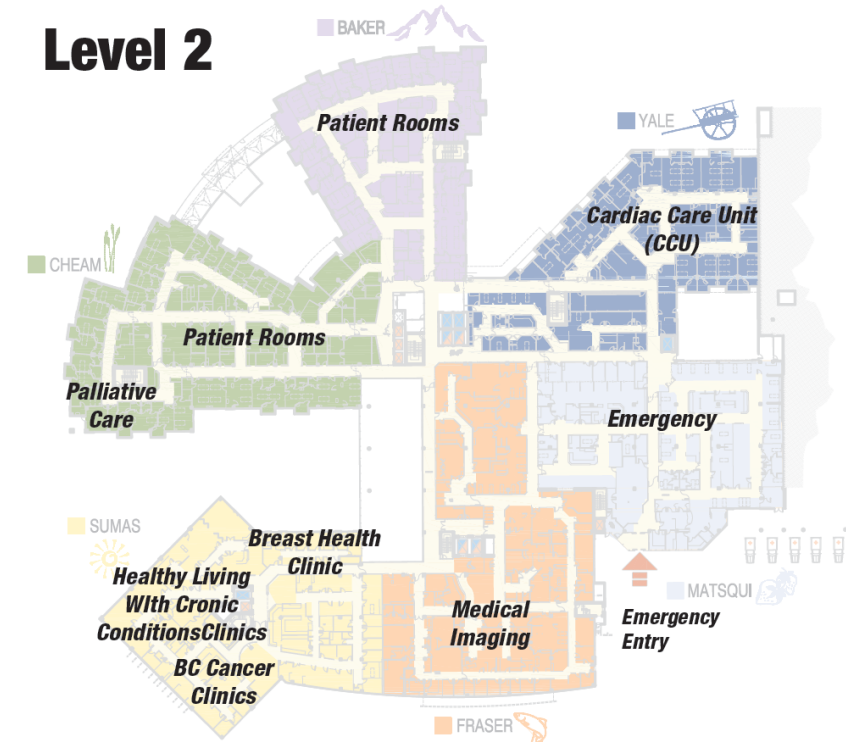 Level 2
BAKER
Patient Rooms
YALE
Cardiac Care Unit
(CCU)
CHEAM
Patient Rooms
Palliative
Care
Emergency
SUMAS
Breast Health
Clinic
Healthy Living
WIth Cronic
ConditionsClinics
BC Cancer
Clinics
Medical
Imaging
MATSQUI
Emergency
Entry
FRASER